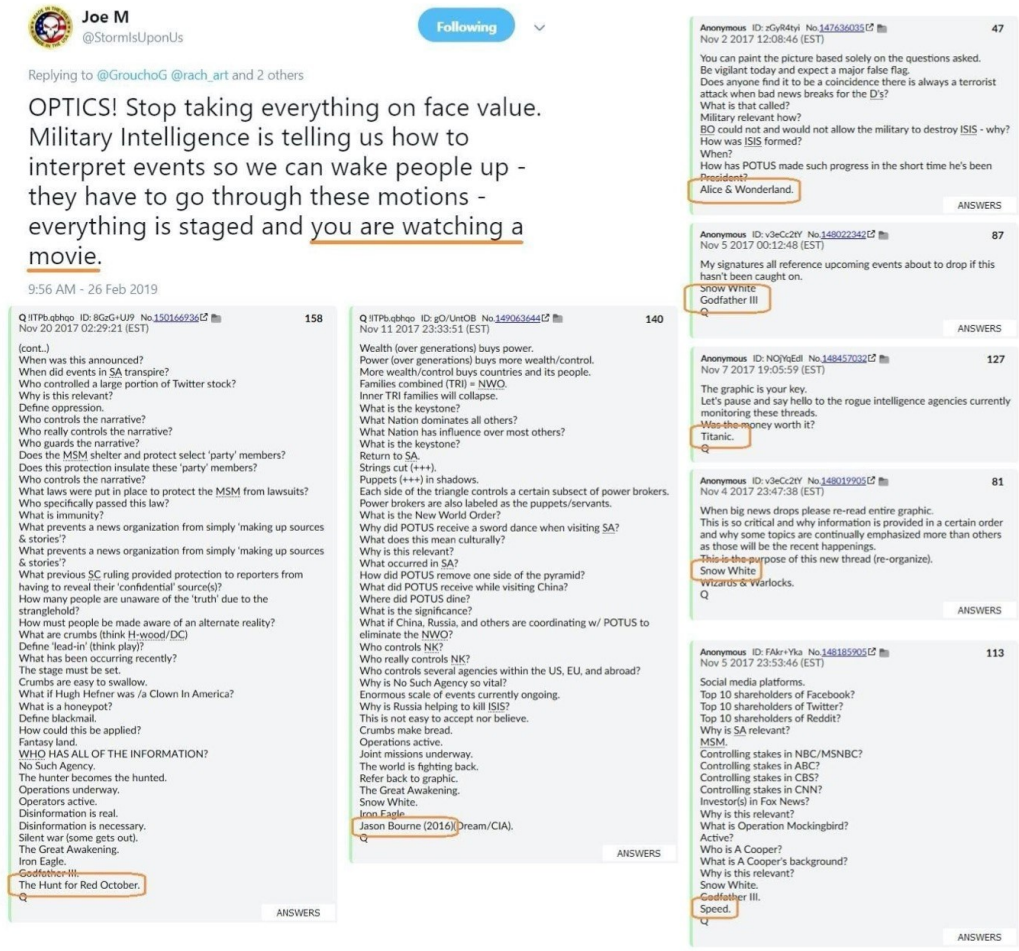 Joe M
@StormIsUponUs
Following
Replying to @GrouchoG @rach_art and 2 others
OPTICS! Stop taking everything on face value.
Military Intelligence is telling us how to
interpret events so we can wake people up -
they have to go through these motions -
everything is staged and you are watching a
movie.
9:56 AM - 26 Feb 2019
Q !ITPb.qbhqo ID: 8GzG+UJ9 No.150166936 158
Nov 20 2017 02:29:21 (EST)
(cont..)
When was this announced?
When did events in SA transpire?
Who controlled a large portion of Twitter stock?
Why is this relevant?
Define oppression.
Who controls the narrative?
Who really controls the narrative?
Who guards the narrative?
Does the MSM shelter and protect select 'party' members?
Does this protection insulate these 'party' members?
Who controls the narrative?
What laws were put in place to protect the MSM from lawsuits?
Who specifically passed this law?
What is immunity?
What prevents a news organization from simply 'making up sources
& stories'?
What prevents a news organization from simply 'making up sources
& stories'?
What previous SC ruling provided protection to reporters from
having to reveal their 'confidential' source(s)?
How many people are unaware of the 'truth' due to the
stranglehold?
How must people be made aware of an alternate reality?
What are crumbs (think H-wood/DC)
Define 'lead-in' (think play)?
What has been occurring recently?
The stage must be set.
Crumbs are easy to swallow.
What if Hugh Hefner was /a Clown In America?
What is a honeypot?
Define blackmail.
How could this be applied?
Fantasy land.
WHO HAS ALL OF THE INFORMATION?
No Such Agency.
The hunter becomes the hunted.
Operations underway.
Operators active.
Disinformation is real.
Disinformation is necessary.
Silent war (some gets out).
The Great Awakening.
Iron Eagle.
Godfather III.
The Hunt for Red October.
Q
ANSWERS
Q !ITPb.qbhqo ID: gO/UntOB No.149063644 140
Nov 11 2017 23:33:51 (EST)
Wealth (over generations) buys power.
Power (over generations) buys more wealth/control.
More wealth/control buys countries and its people.
Families combined (TRI) = NWO.
Inner TRI families will collapse.
What is the keystone?
What Nation dominates all others?
What Nation has influence over most others?
What is the keystone?
Return to SA.
Strings cut (+++).
Puppets (+++) in shadows.
Each side of the triangle controls a certain subsect of power brokers.
Power brokers are also labeled as the puppets/servants.
What is the New World Order?
Why did POTUS receive a sword dance when visiting SA?
What does this mean culturally?
Why is this relevant?
What occurred in SA?
How did POTUS remove one side of the pyramid?
What did POTUS receive while visiting China?
Where did POTUS dine?
What is the significance?
What if China, Russia, and others are coordinating w/ POTUS to
eliminate the NWO?
Who controls NK?
Who really controls NK?
Who controls several agencies within the US, EU, and abroad?
Why is No Such Agency so vital?
Enormous scale of events currently ongoing.
Why is Russia helping to kill ISIS?
This is not easy to accept nor believe.
Crumbs make bread.
Operations active.
Joint missions underway.
The world is fighting back.
Refer back to graphic.
The Great Awakening.
Snow White.
Iron Eagle.
Jason Bourne (2016)(Dream/CIA).
Q
ANSWERS
Anonymous ID: zGyR4tyi No.147636035 47
Nov 2 2017 12:08:46 (EST)
You can paint the picture based solely on the questions asked.
Be vigilant today and expect a major false flag.
Does anyone find it to be a coincidence there is always a terrorist
attack when bad news breaks for the D's?
What is that called?
Military relevant how?
BO could not and would not allow the military to destroy ISIS - why?
How was ISIS formed?
When?
How has POTUS made such progress in the short time he's been
President?
Alice & Wonderland.
ANSWERS
Anonymous ID: v3eCc2tY No.148022342 87
Nov 5 2017 00:12:48 (EST)
My signatures all reference upcoming events about to drop if this
hasn't been caught on.
Snow White
Godfather III
Q
ANSWERS
Anonymous ID: NOjYqEdl No.148457032 127
Nov 7 2017 19:05:59 (EST)
The graphic is your key.
Let's pause and say hello to the rogue intelligence agencies currently
monitoring these threads.
Was the money worth it?
Titanic.
Q
ANSWERS
Anonymous ID: v3eCc2tY No.148019905 81
Nov 4 2017 23:47:38 (EST)
When big news drops please re-read entire graphic.
This is so critical and why information is provided in a certain order
and why some topics are continually emphasized more than others
as those will be the recent happenings.
This is the purpose of this new thread (re-organize).
Snow White
Wizards & Warlocks.
Q
ANSWERS
Anonymous ID: FAkr+Yka No.148185905 113
Nov 5 2017 23:53:46 (EST)
Social media platforms.
Top 10 shareholders of Facebook?
Top 10 shareholders of Twitter?
Top 10 shareholders of Reddit?
Why is SA relevant?
MSM.
Controlling stakes in NBC/MSNBC?
Controlling stakes in ABC?
Controlling stakes in CBS?
Controlling stakes in CNN?
Investor(s) in Fox News?
Why is this relevant?
What is Operation Mockingbird?
Active?
Who is A Cooper?
What is A Cooper's background?
Why is this relevant?
Snow White.
Godfather III.
Speed.
Q
ANSWERS